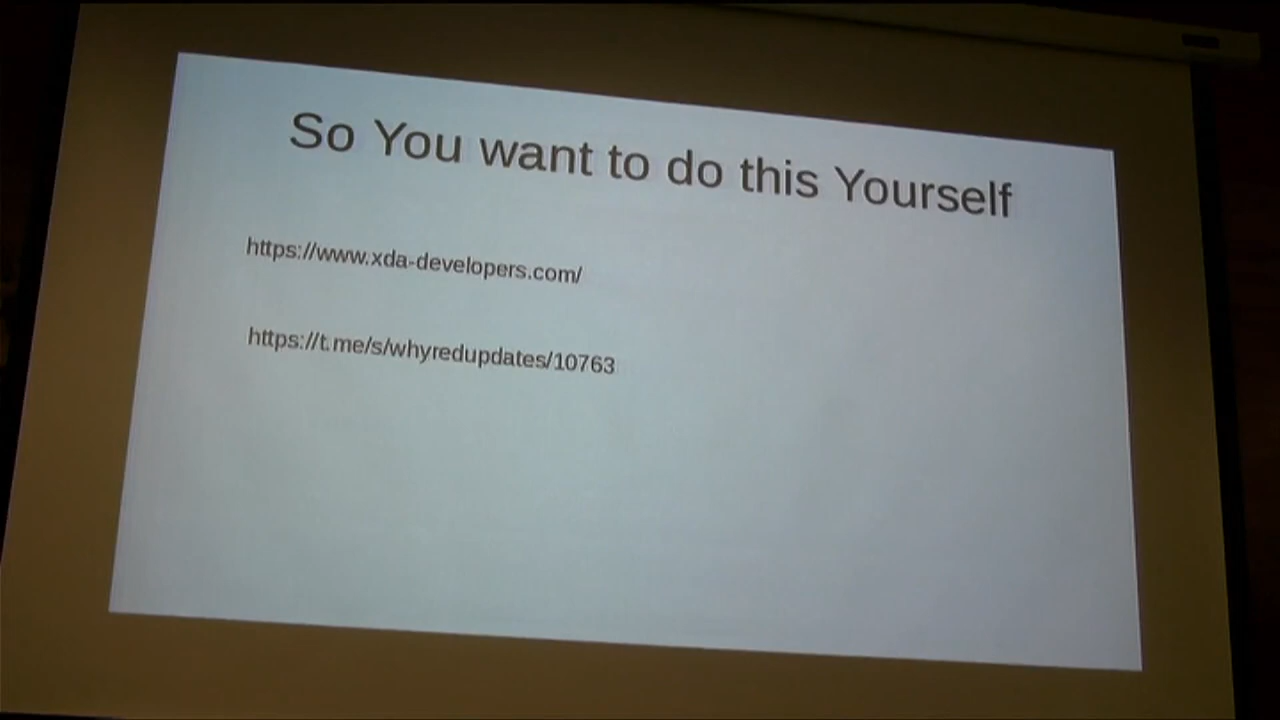 So You want to do this Yourself
https://www.xda-developers.com/
https://t.me/s/whyredupdates/10763